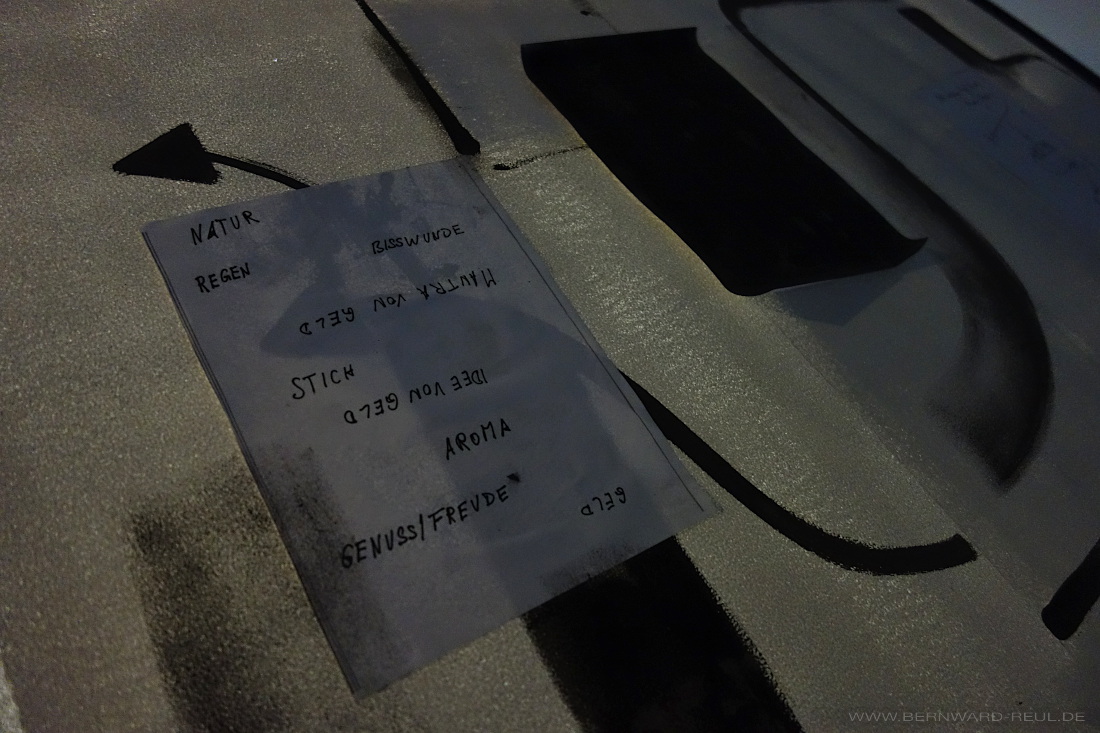 NATUR
BISSWUNDE
REGEN
MANTRA VON GELD
STICH
IDEE VON GELD
AROMA
GENUSS/FREUDE
GELD
WWW.BERNWARD-REUL.DE